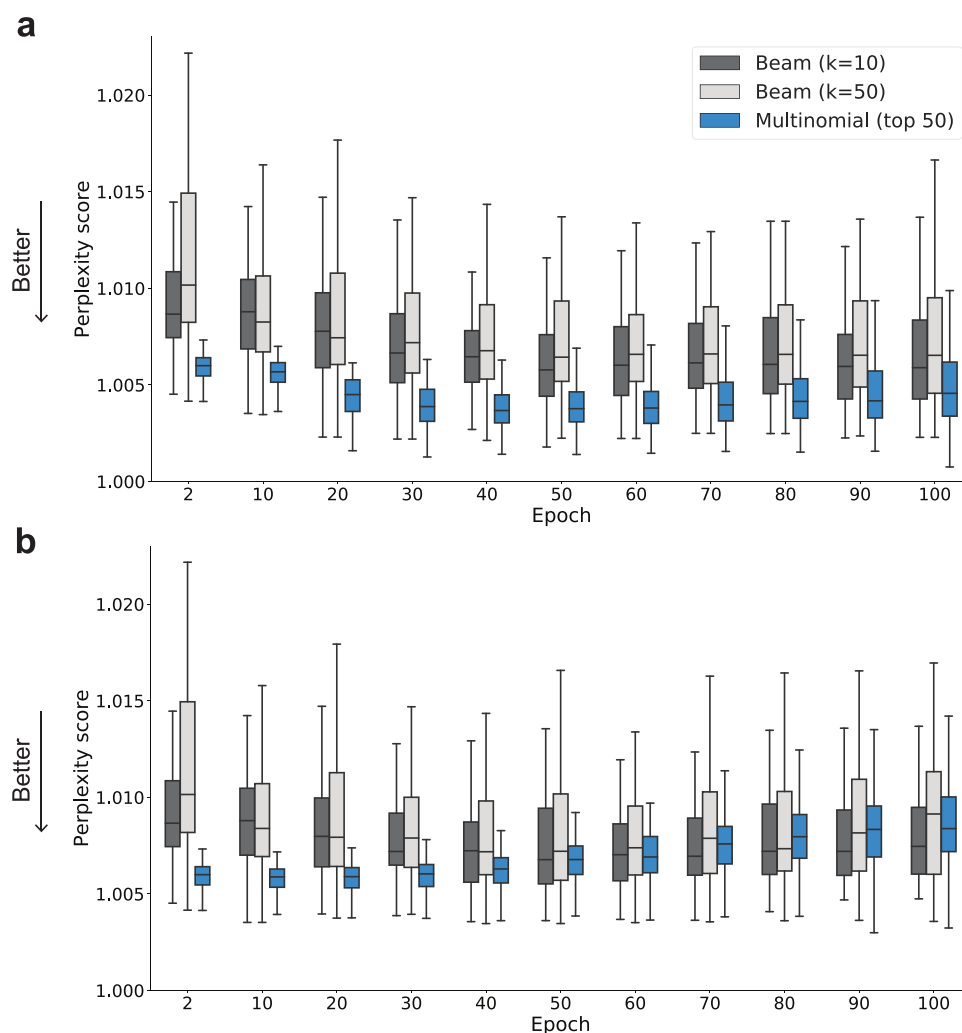 a
Beam (k=10)
Beam (k=50)
Multinomial (top 50)
Better
Perplexity score
1.020
1.015
1.010
1.005
1.000
2 10 20 30 40 50 60 70 80 90 100
Epoch
b
Better
Perplexity score
1.020
1.015
1.010
1.005
1.000
2 10 20 30 40 50 60 70 80 90 100
Epoch